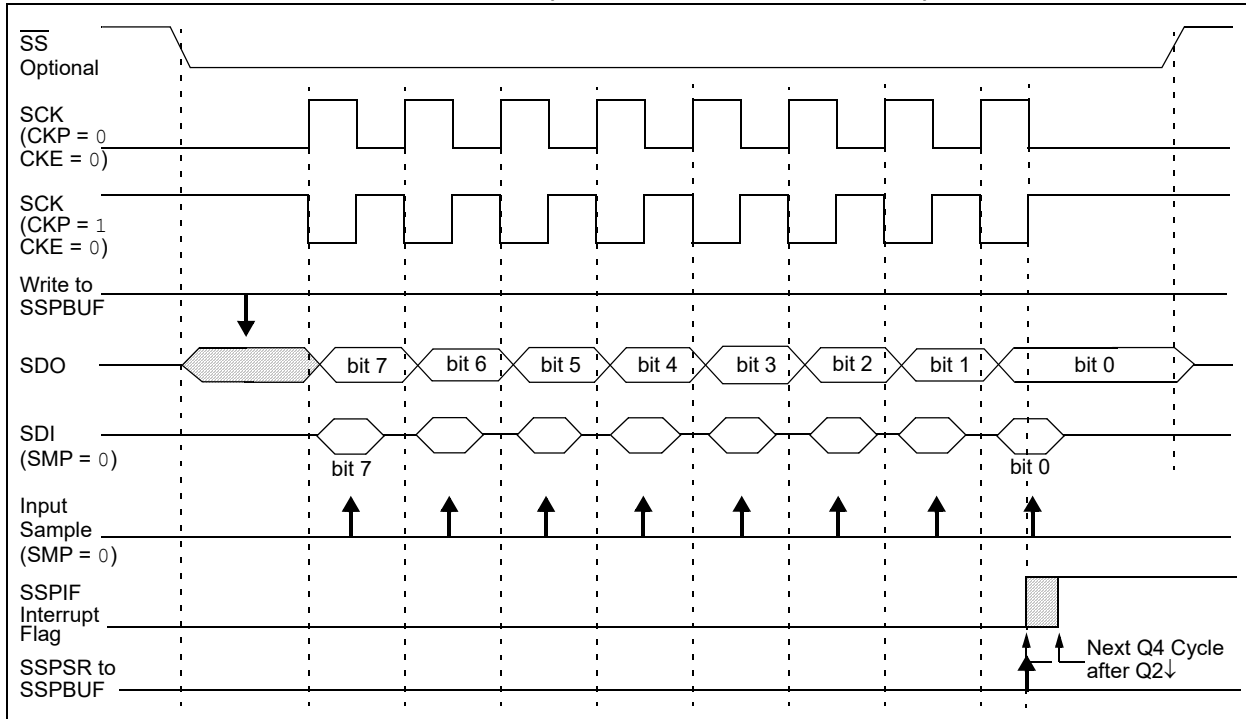 SS
Optional
SCK
(CKP = 0
CKE = 0)
SCK
(CKP = 1
CKE = 0)
Write to
SSPBUF
SDO
bit 7
bit 6
bit 5
bit 4
bit 3
bit 2
bit 1
bit 0
SDI
(SMP = 0)
bit 7
bit 0
Input
Sample
(SMP = 0)
SSPIF
Interrupt
Flag
Next Q4 Cycle
after Q2↓
SSPSR to
SSPBUF